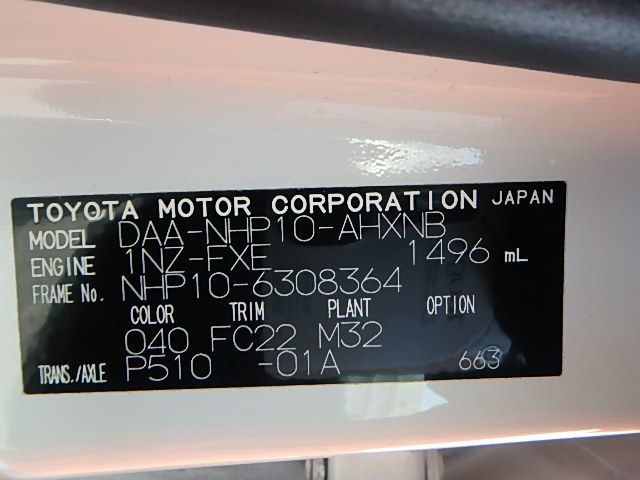 TOYOTA MOTOR CORPORATION JAPAN
MODEL DAA-NHP10-AHXNB
ENGINE 1NZ-FXE 1496 mL
FRAME No. NHP10-6308364
COLOR TRIM PLANT OPTION
040 FC22 M32
TRANS./AXLE P510 -01A 663